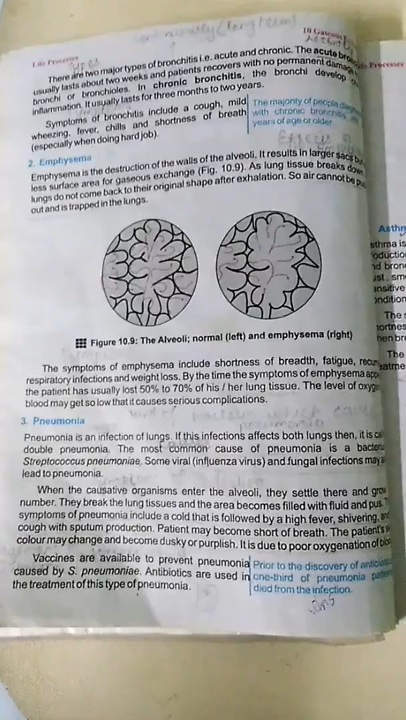 Life Processes
10 Gaseous
There are two major types of bronchitis i.e. acute and chronic. The acute
usually lasts about two weeks and patients recovers with no permanent damage
bronchi or bronchioles. In chronic bronchitis, the bronchi develop
inflammation. It usually lasts for three months to two years.
Symptoms of bronchitis include a cough, mild
wheezing, fever, chills and shortness of breath
(especially when doing hard job).
The majority of people
with chronic bronchitis
years of age or older
2. Emphysema
Emphysema is the destruction of the walls of the alveoli. It results in larger sacs
less surface area for gaseous exchange (Fig. 10.9). As lung tissue breaks down
lungs do not come back to their original shape after exhalation. So air cannot be
out and is trapped in the lungs.
Figure 10.9: The Alveoli; normal (left) and emphysema (right)
The symptoms of emphysema include shortness of breadth, fatigue,
respiratory infections and weight loss. By the time the symptoms of emphysema
the patient has usually lost 50% to 70% of his / her lung tissue. The level of
blood may get so low that it causes serious complications.
3. Pneumonia
Pneumonia is an infection of lungs. If this infections affects both lungs then, it is
double pneumonia. The most common cause of pneumonia is a
Streptococcus pneumoniae. Some viral (influenza virus) and fungal infections may
lead to pneumonia.
When the causative organisms enter the alveoli, they settle there and
number. They break the lung tissues and the area becomes filled with fluid and pus.
symptoms of pneumonia include a cold that is followed by a high fever, shivering,
cough with sputum production. Patient may become short of breath. The patient's
colour may change and become dusky or purplish. It is due to poor oxygenation of
Vaccines are available to prevent pneumonia
caused by S. pneumoniae. Antibiotics are used in
the treatment of this type of pneumonia.
Prior to the discovery of
one-third of pneumonia
died from the infection.